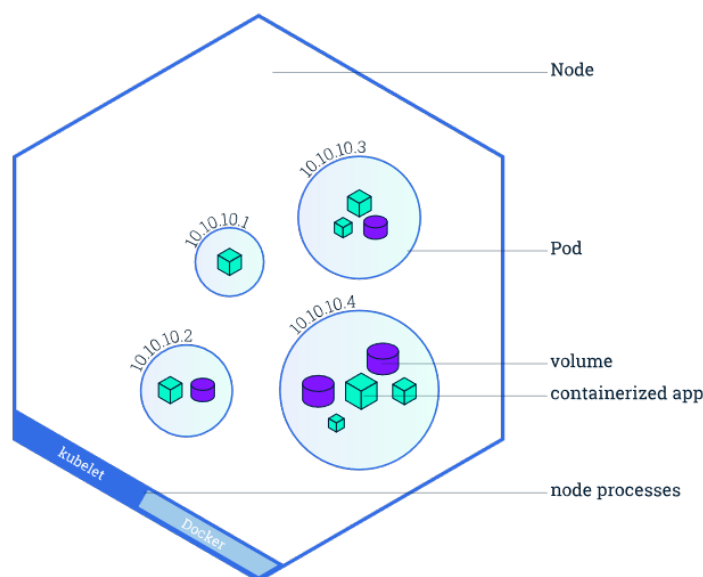 Node
10.10.10.3
10.10.10.1
Pod
10.10.10.4
10.10.10.2
volume
containerized app
kubelet
node processes
Docker